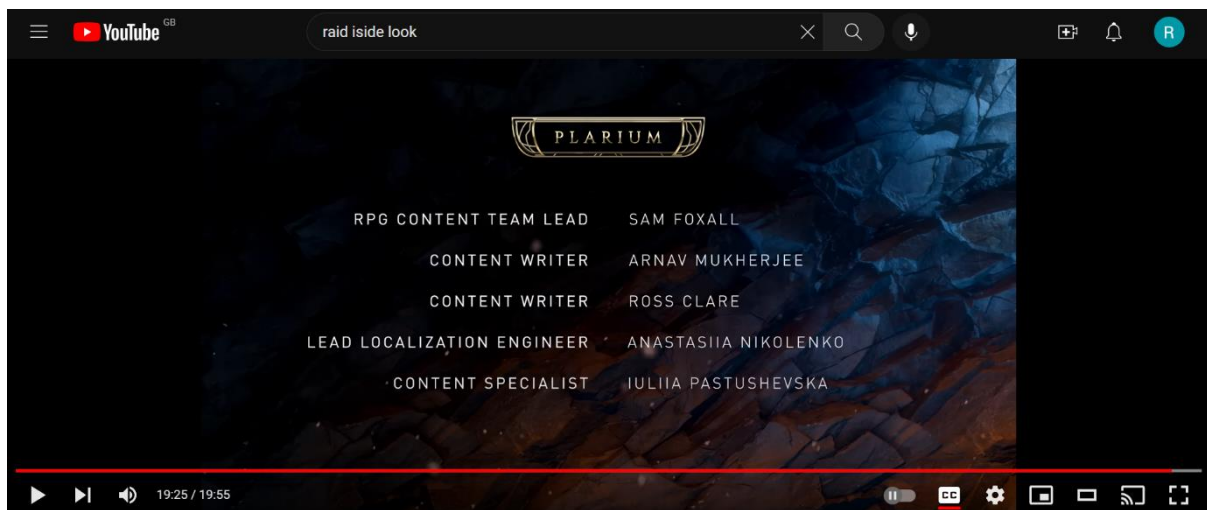 YouTube GB
raid iside look
R
PLARIUM
RPG CONTENT TEAM LEAD SAM FOXALL
CONTENT WRITER ARNAV MUKHERJEE
CONTENT WRITER ROSS CLARE
LEAD LOCALIZATION ENGINEER ANASTASIIA NIKOLENKO
CONTENT SPECIALIST IULIIA PASTUSHEVSKA
19:25 / 19:55
CC